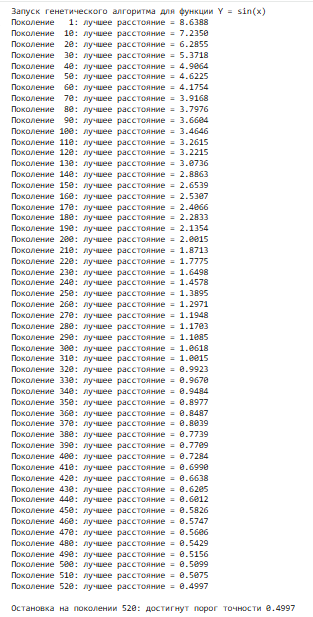 Запуск генетического алгоритма для функции Y = sin(x)
Поколение   1: лучшее расстояние = 8.6388
Поколение  10: лучшее расстояние = 7.2350
Поколение  20: лучшее расстояние = 6.2855
Поколение  30: лучшее расстояние = 5.3718
Поколение  40: лучшее расстояние = 4.9064
Поколение  50: лучшее расстояние = 4.6225
Поколение  60: лучшее расстояние = 4.1754
Поколение  70: лучшее расстояние = 3.9168
Поколение  80: лучшее расстояние = 3.7976
Поколение  90: лучшее расстояние = 3.6604
Поколение 100: лучшее расстояние = 3.4646
Поколение 110: лучшее расстояние = 3.2615
Поколение 120: лучшее расстояние = 3.2215
Поколение 130: лучшее расстояние = 3.0736
Поколение 140: лучшее расстояние = 2.8863
Поколение 150: лучшее расстояние = 2.6539
Поколение 160: лучшее расстояние = 2.5307
Поколение 170: лучшее расстояние = 2.4066
Поколение 180: лучшее расстояние = 2.2833
Поколение 190: лучшее расстояние = 2.1354
Поколение 200: лучшее расстояние = 2.0015
Поколение 210: лучшее расстояние = 1.8713
Поколение 220: лучшее расстояние = 1.7775
Поколение 230: лучшее расстояние = 1.6498
Поколение 240: лучшее расстояние = 1.4578
Поколение 250: лучшее расстояние = 1.3895
Поколение 260: лучшее расстояние = 1.2971
Поколение 270: лучшее расстояние = 1.1948
Поколение 280: лучшее расстояние = 1.1703
Поколение 290: лучшее расстояние = 1.1085
Поколение 300: лучшее расстояние = 1.0618
Поколение 310: лучшее расстояние = 1.0015
Поколение 320: лучшее расстояние = 0.9923
Поколение 330: лучшее расстояние = 0.9670
Поколение 340: лучшее расстояние = 0.9484
Поколение 350: лучшее расстояние = 0.8977
Поколение 360: лучшее расстояние = 0.8487
Поколение 370: лучшее расстояние = 0.8039
Поколение 380: лучшее расстояние = 0.7739
Поколение 390: лучшее расстояние = 0.7709
Поколение 400: лучшее расстояние = 0.7284
Поколение 410: лучшее расстояние = 0.6990
Поколение 420: лучшее расстояние = 0.6638
Поколение 430: лучшее расстояние = 0.6205
Поколение 440: лучшее расстояние = 0.6012
Поколение 450: лучшее расстояние = 0.5826
Поколение 460: лучшее расстояние = 0.5747
Поколение 470: лучшее расстояние = 0.5606
Поколение 480: лучшее расстояние = 0.5429
Поколение 490: лучшее расстояние = 0.5156
Поколение 500: лучшее расстояние = 0.5099
Поколение 510: лучшее расстояние = 0.5075
Поколение 520: лучшее расстояние = 0.4997
Остановка на поколении 520: достигнут порог точности 0.4997